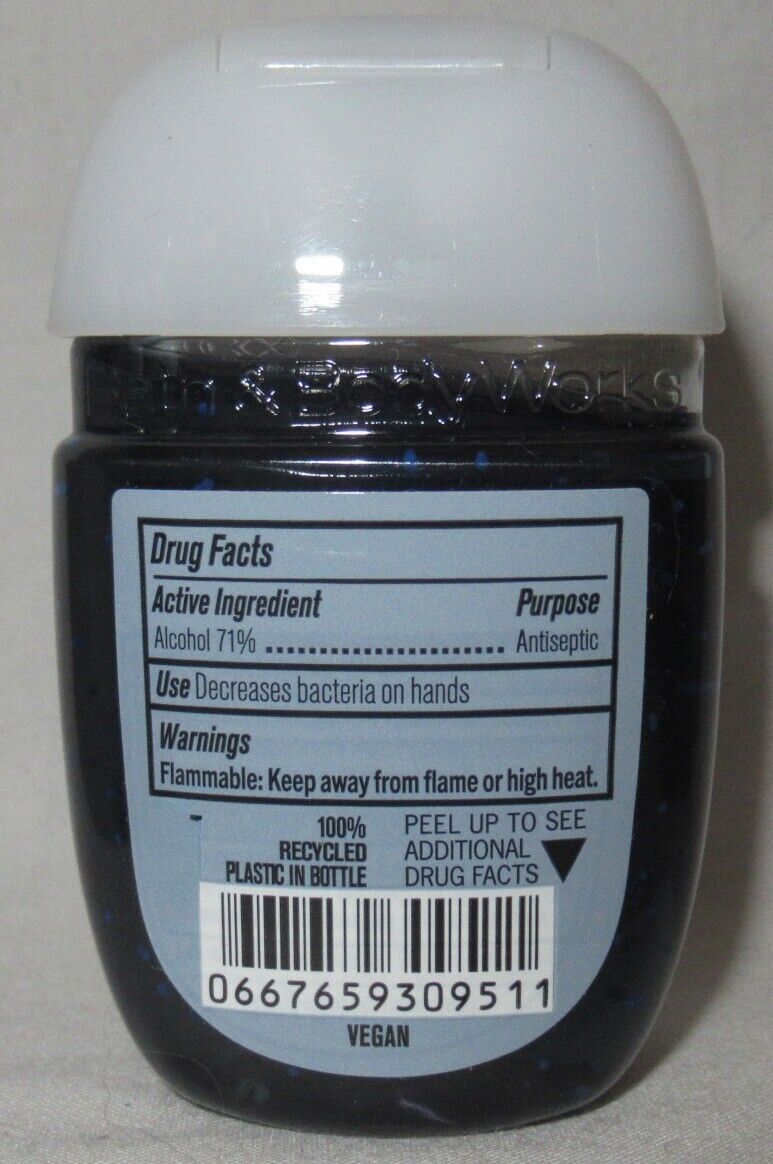 & Body Works
Drug Facts
Active Ingredient Purpose
Alcohol 71% ........................ Antiseptic
Use Decreases bacteria on hands
Warnings
Flammable: Keep away from flame or high heat.
100%
RECYCLED
PLASTIC IN BOTTLE
PEEL UP TO SEE
ADDITIONAL
DRUG FACTS
0667659309511
VEGAN